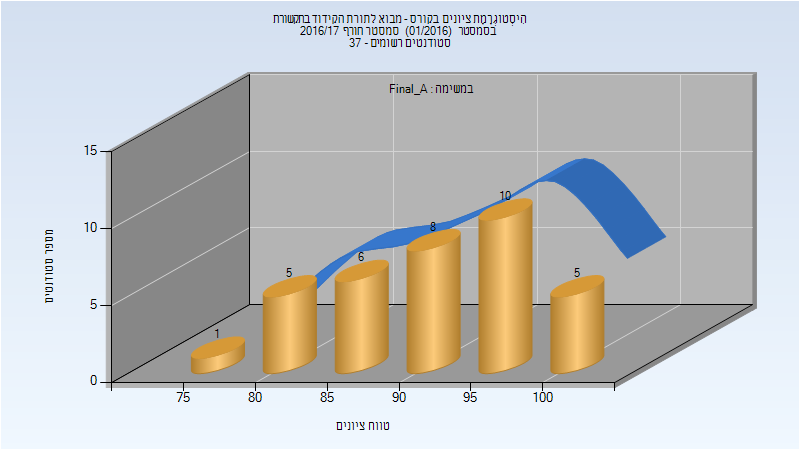 היסטוגרמת ציונים בקורס - מבוא לתורת הקידוד בתקשורת
בסמסטר (01/2016) סמסטר חורף 2016/17
סטודנטים רשומים - 37
במשימה : Final_A
15
10
5
0
מספר סטודנטים
1
5
6
8
10
5
75
80
85
90
95
100
טווח ציונים